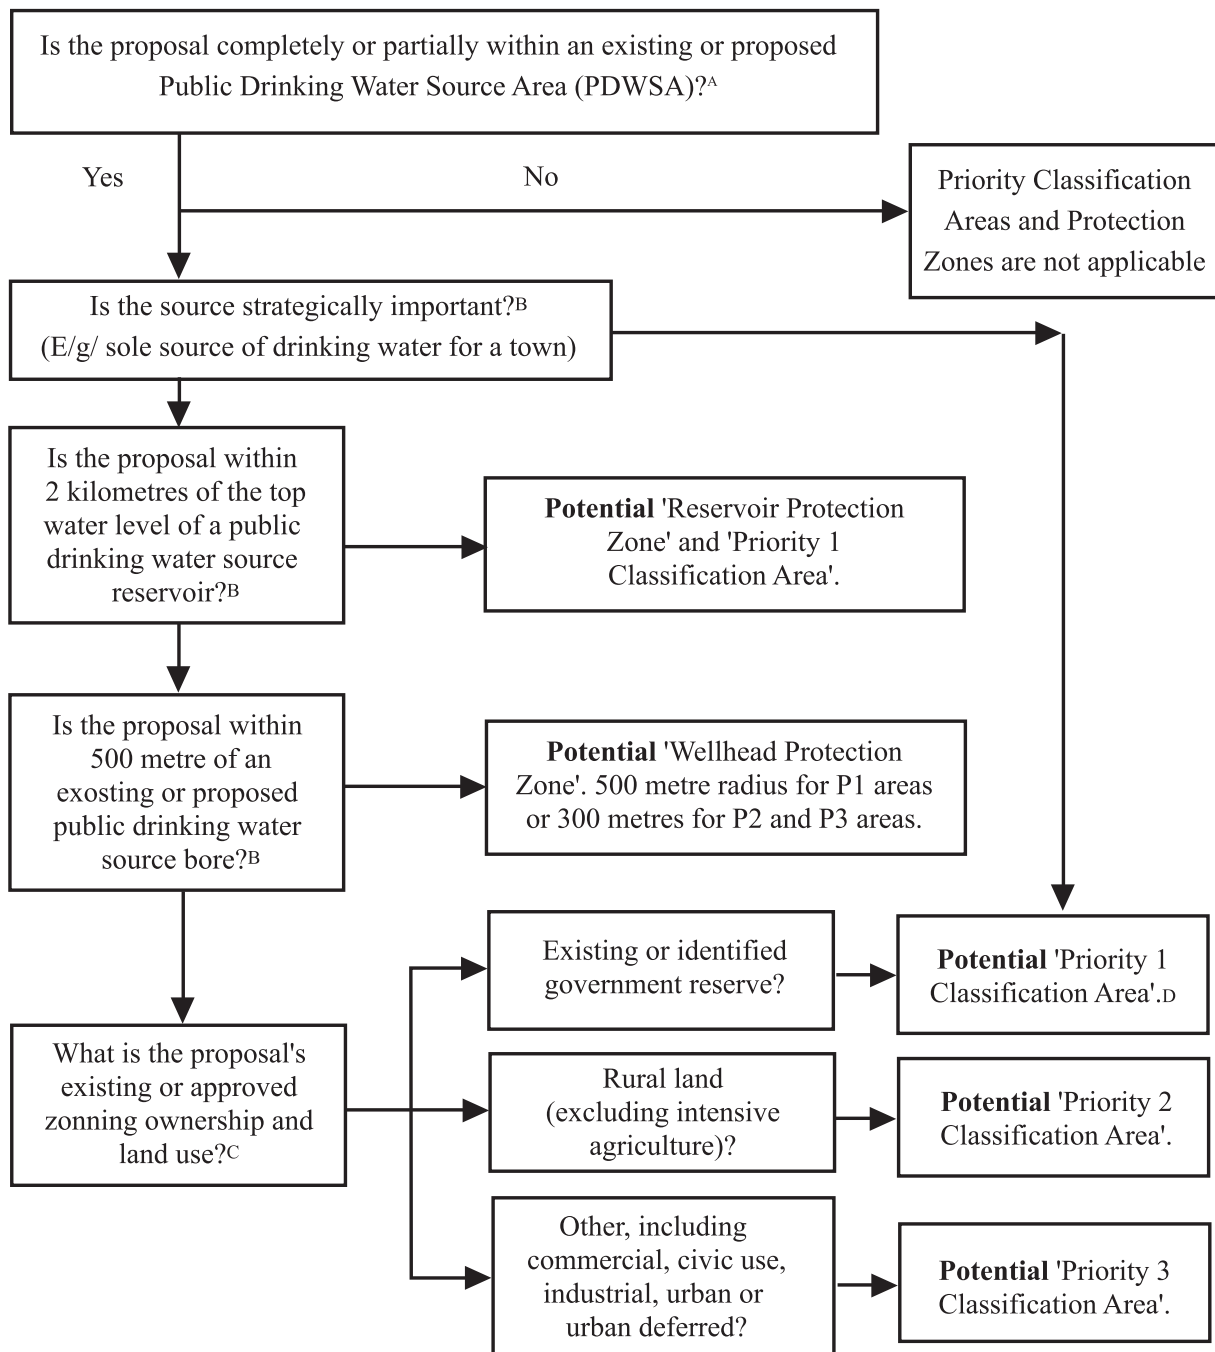 Is the proposal completely or partially within an existing or proposed
Public Drinking Water Source Area (PDWSA)?A
Yes
No
Priority Classification
Areas and Protection
Zones are not applicable
Is the source strategically important?B
(E/g/ sole source of drinking water for a town)
Is the proposal within
2 kilometres of the top
water level of a public
drinking water source
reservoir?B
Potential 'Reservoir Protection
Zone' and 'Priority 1
Classification Area'.
Is the proposal within
500 metre of an
exosting or proposed
public drinking water
source bore?B
Potential 'Wellhead Protection
Zone'. 500 metre radius for P1 areas
or 300 metres for P2 and P3 areas.
Existing or identified
government reserve?
Potential 'Priority 1
Classification Area'.D
What is the proposal's
existing or approved
zonning ownership and
land use?C
Rural land
(excluding intensive
agriculture)?
Potential 'Priority 2
Classification Area'.
Other, including
commercial, civic use,
industrial, urban or
urban deferred?
Potential 'Priority 3
Classification Area'.